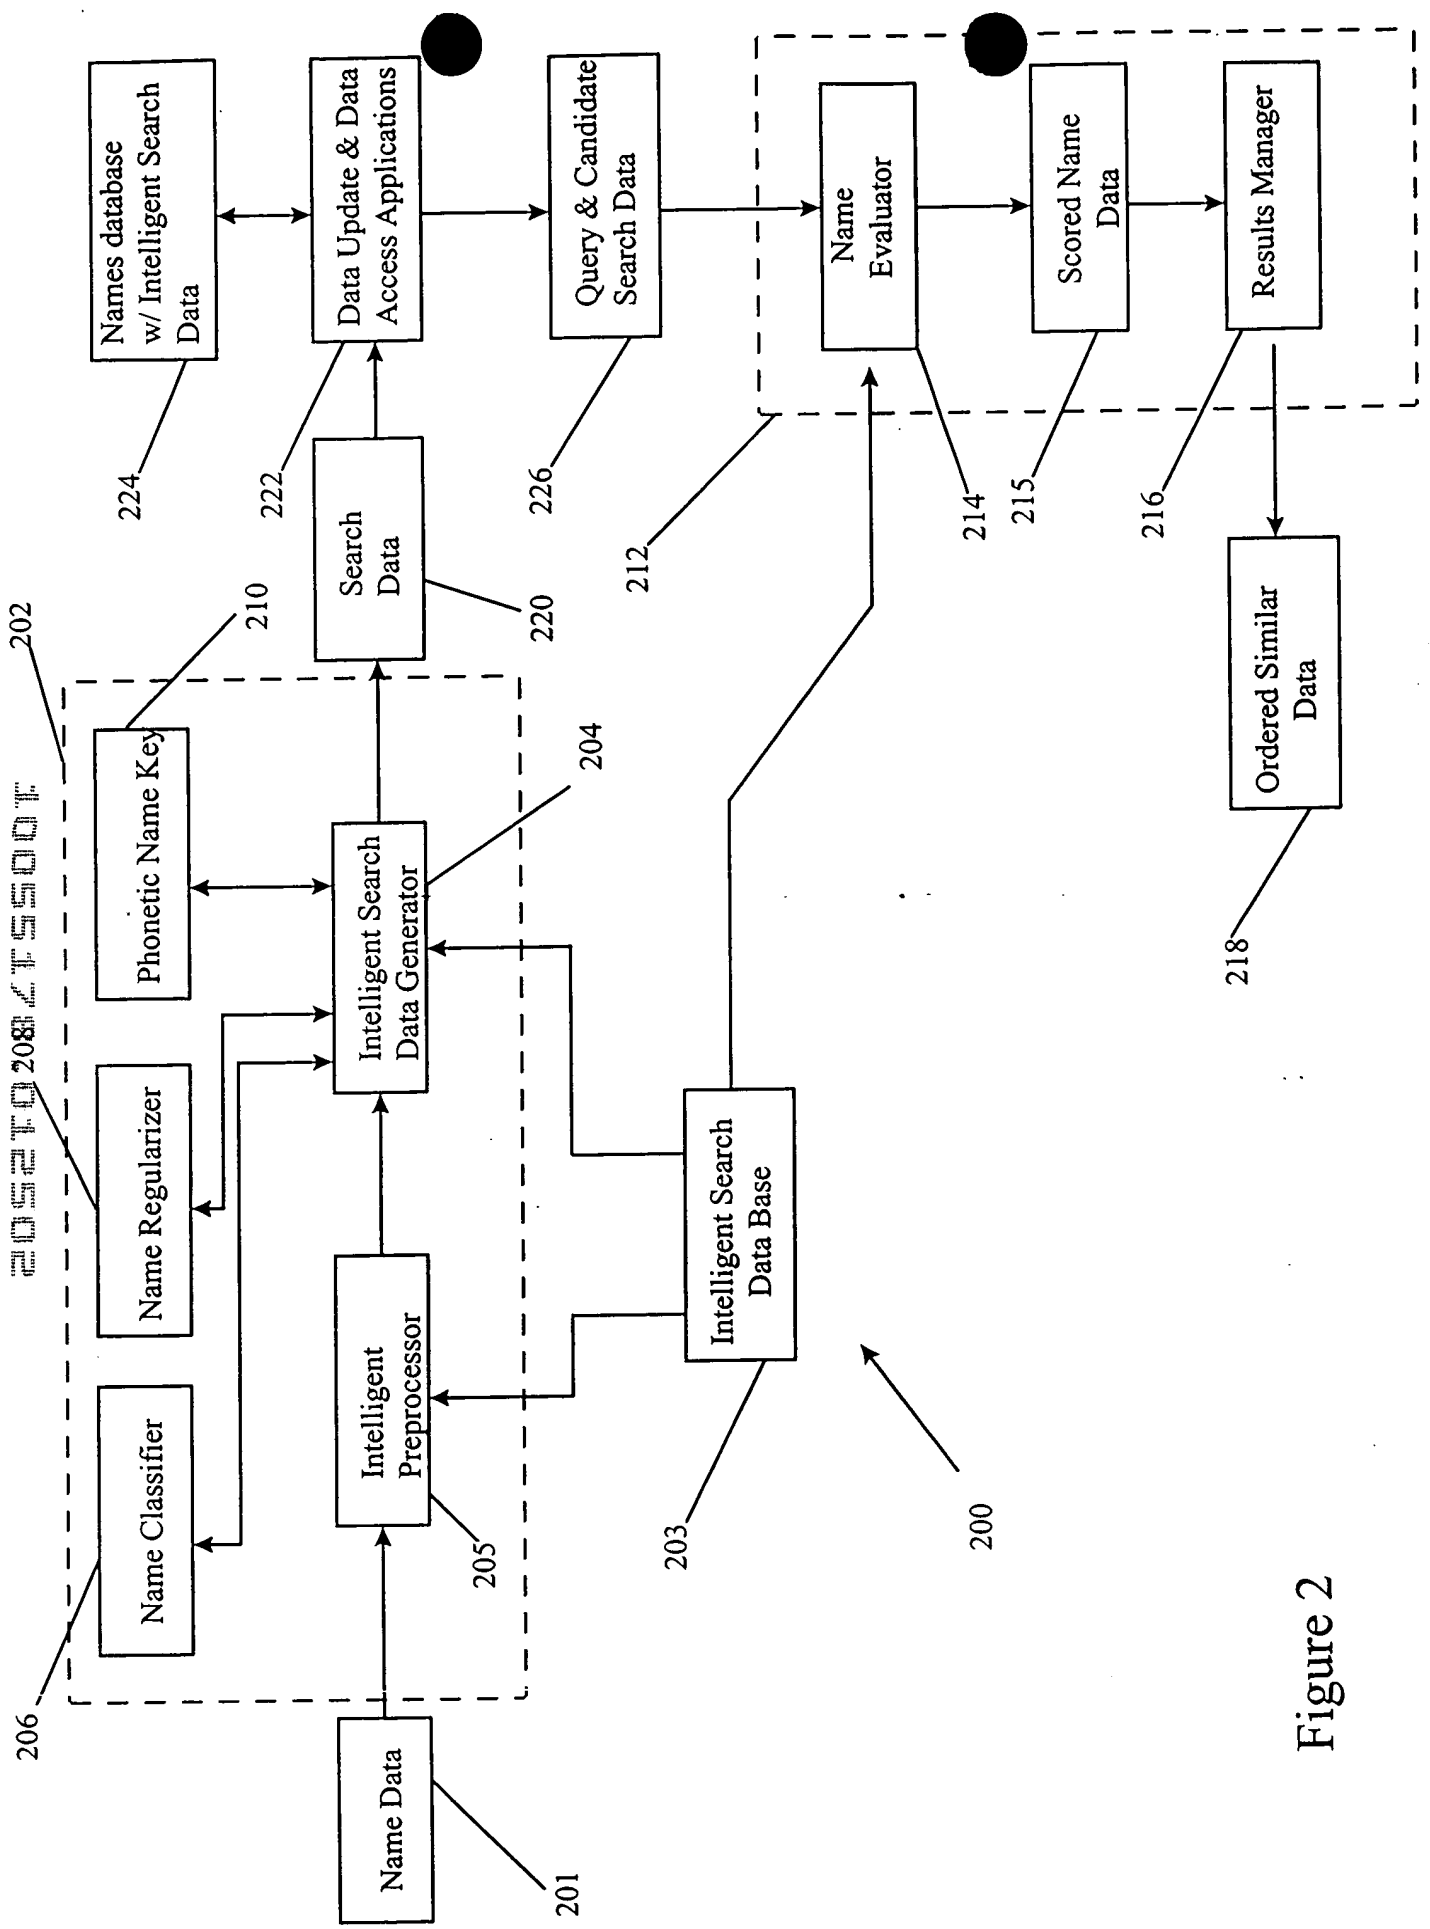 206
208
202
Name Classifier
Name Regularizer
Phonetic Name Key
210
224
Names database
w/ Intelligent Search
Data
Name Data
201
Intelligent
Preprocessor
205
Intelligent Search
Data Generator
204
Search
Data
220
222
Data Update & Data
Access Applications
226
Query & Candidate
Search Data
203
Intelligent Search
Data Base
212
Name
Evaluator
214
200
215
Scored Name
Data
216
Results Manager
218
Ordered Similar
Data
Figure 2